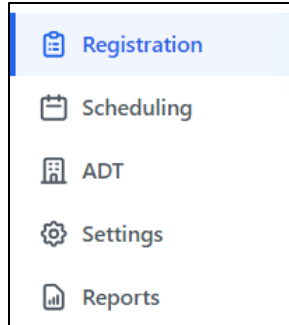 Registration
Scheduling
ADT
Settings
Reports